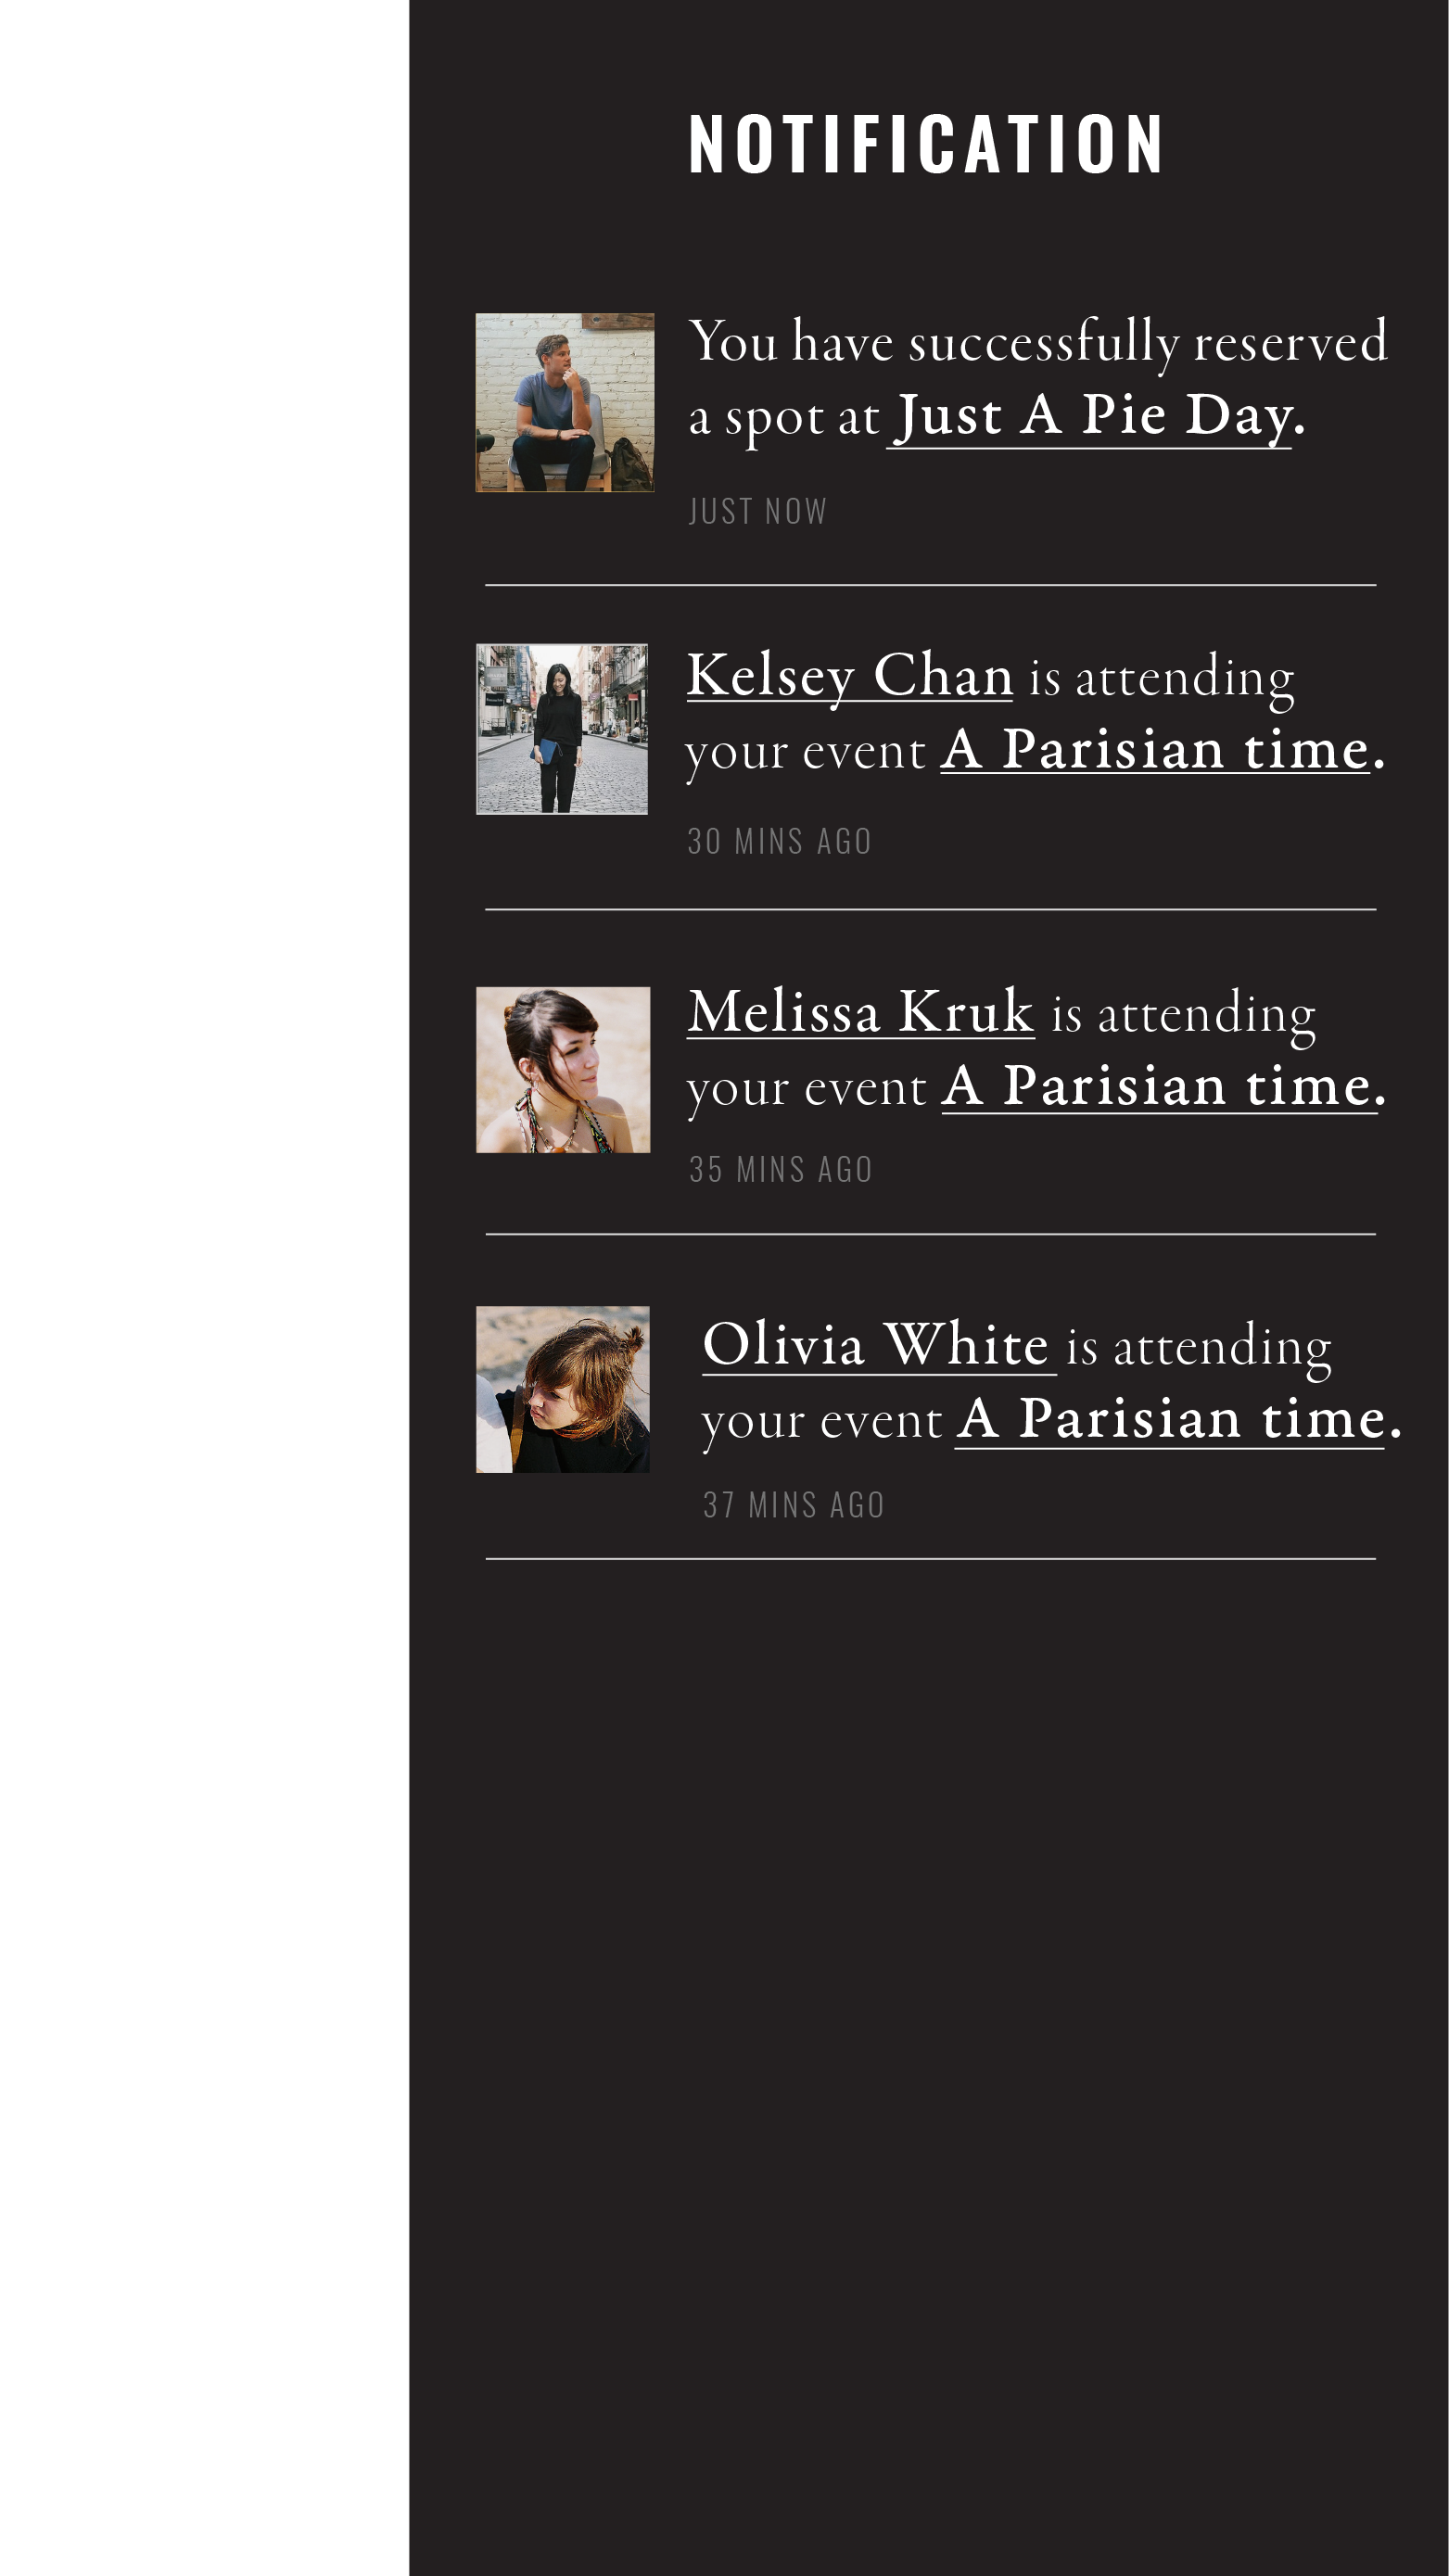 NOTIFICATION
You have successfully reserved
a spot at Just A Pie Day.
JUST NOW
Kelsey Chan is attending
your event A Parisian time.
30 MINS AGO
Melissa Kruk is attending
your event A Parisian time.
35 MINS AGO
Olivia White is attending
your event A Parisian time.
37 MINS AGO